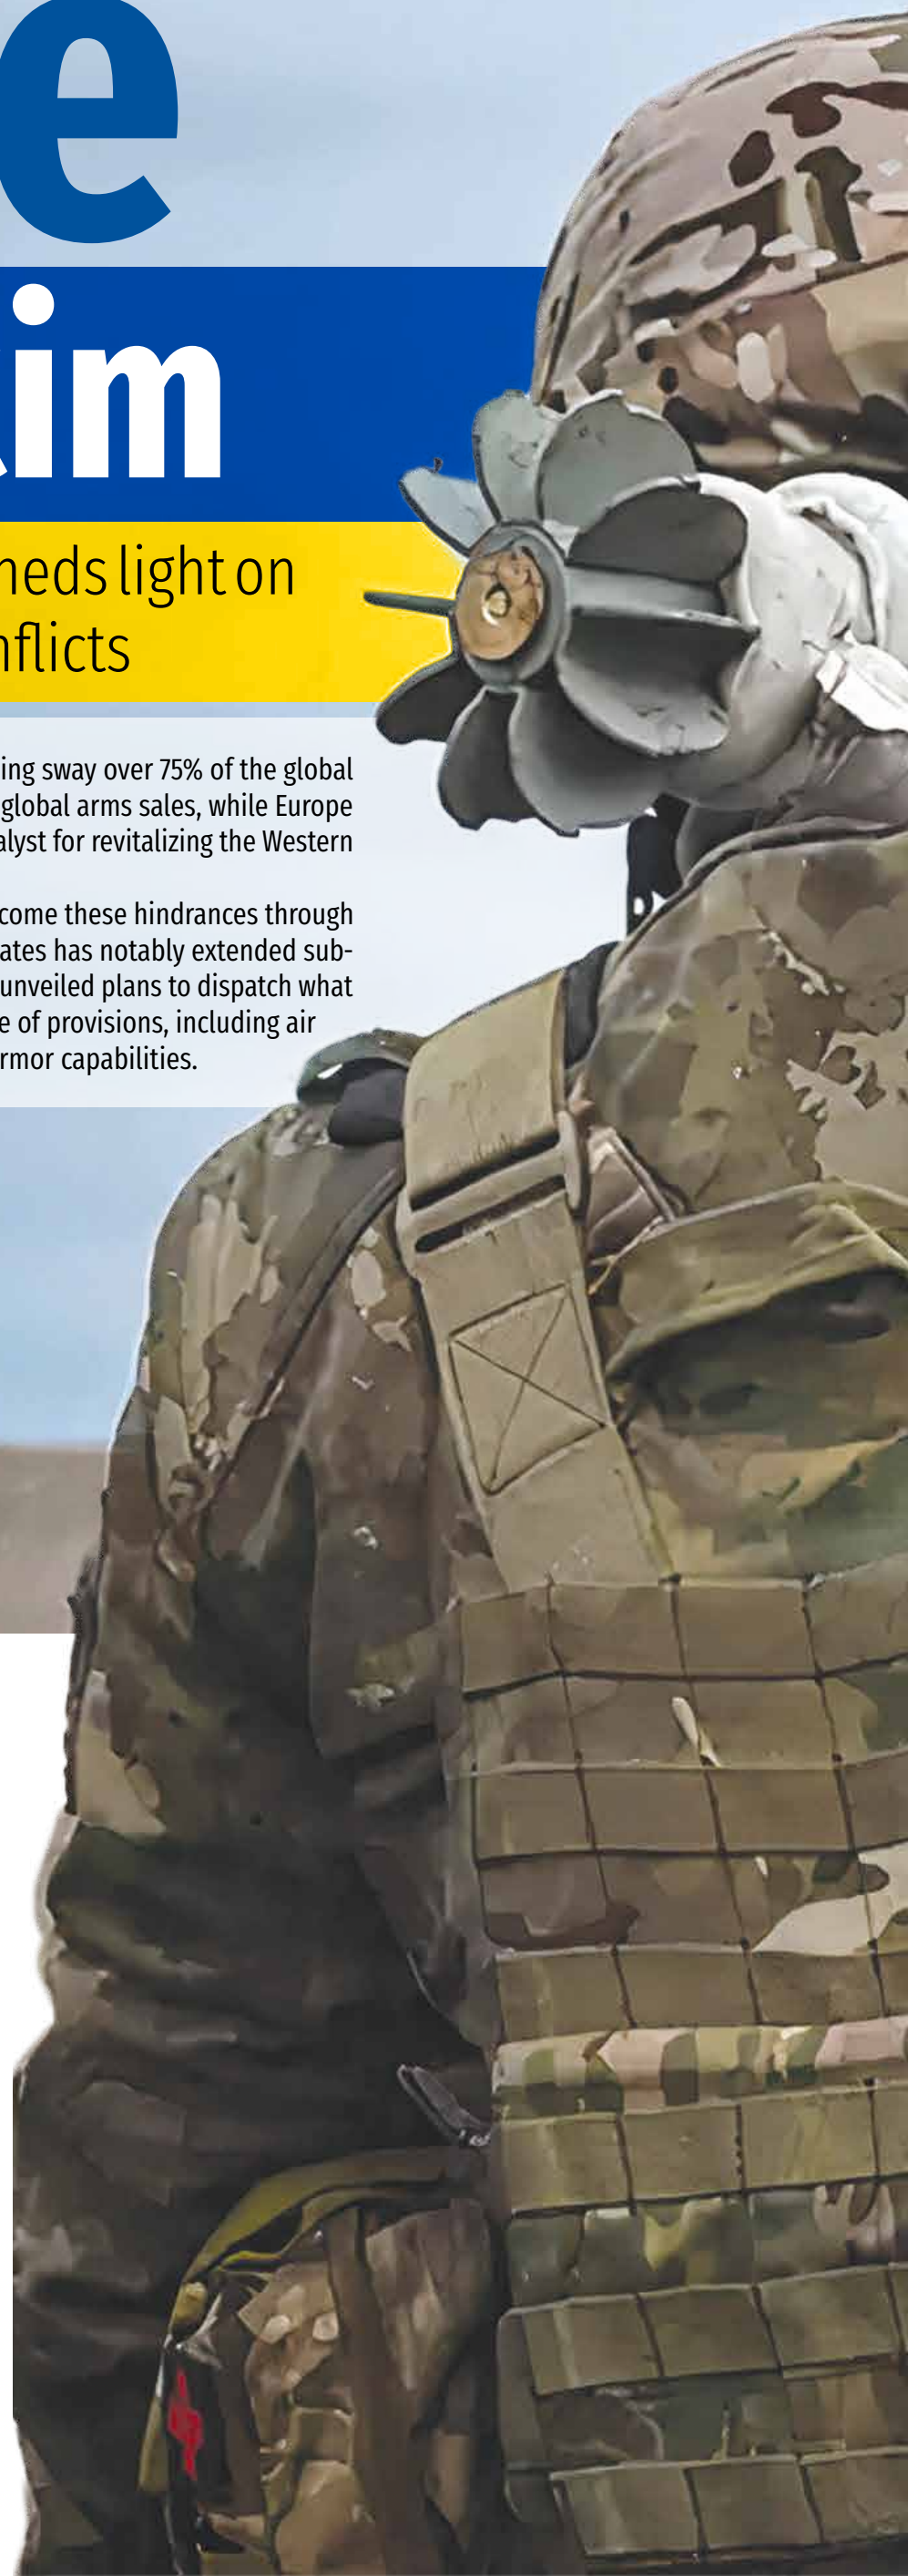 e
im
heds light on
nflicts
ing sway over 75% of the global
global arms sales, while Europe
alyst for revitalizing the Western
come these hindrances through
ates has notably extended sub-
unveiled plans to dispatch what
e of provisions, including air
rmor capabilities.